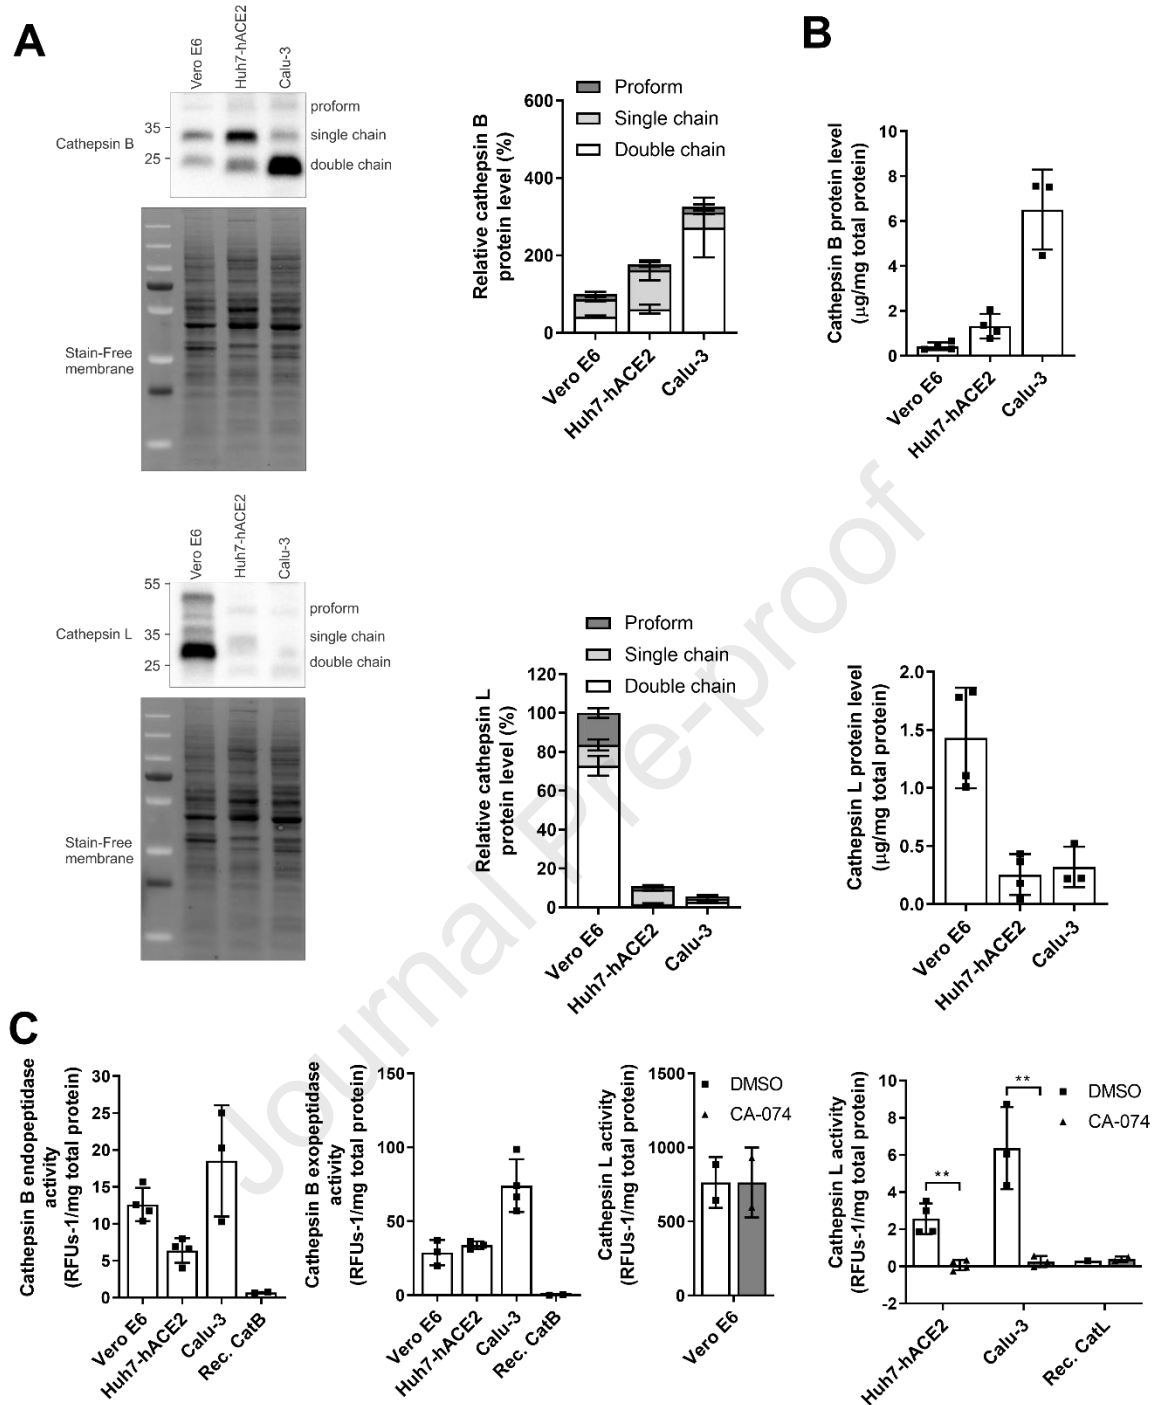 A
Vero E6
Huh7-hACE2
Calu-3
Cathepsin B
35
25
proform
single chain
double chain
Stain-Free
membrane
Relative cathepsin B
protein level (%)
600
400
200
0
Proform
Single chain
Double chain
Vero E6
Huh7-hACE2
Calu-3
B
Cathepsin B protein level
(µg/mg total protein)
10
8
6
4
2
0
Vero E6
Huh7-hACE2
Calu-3
Vero E6
Huh7-hACE2
Calu-3
Cathepsin L
55
35
25
proform
single chain
double chain
Stain-Free
membrane
Relative cathepsin L
protein level (%)
120
100
80
60
40
20
0
Proform
Single chain
Double chain
Vero E6
Huh7-hACE2
Calu-3
Cathepsin L protein level
(µg/mg total protein)
2.0
1.5
1.0
0.5
0.0
Vero E6
Huh7-hACE2
Calu-3
Journal Pre-proof
C
Cathepsin B endopeptidase
activity
(RFUs-1/mg total protein)
30
25
20
15
10
5
0
Vero E6
Huh7-hACE2
Calu-3
Rec. CatB
Cathepsin B exopeptidase
activity
(RFUs-1/mg total protein)
150
100
50
0
Vero E6
Huh7-hACE2
Calu-3
Rec. CatB
Cathepsin L activity
(RFUs-1/mg total protein)
1500
1000
500
0
DMSO
CA-074
Vero E6
Cathepsin L activity
(RFUs-1/mg total protein)
10
8
6
4
2
0
-2
**
**
DMSO
CA-074
Huh7-hACE2
Calu-3
Rec. CatL